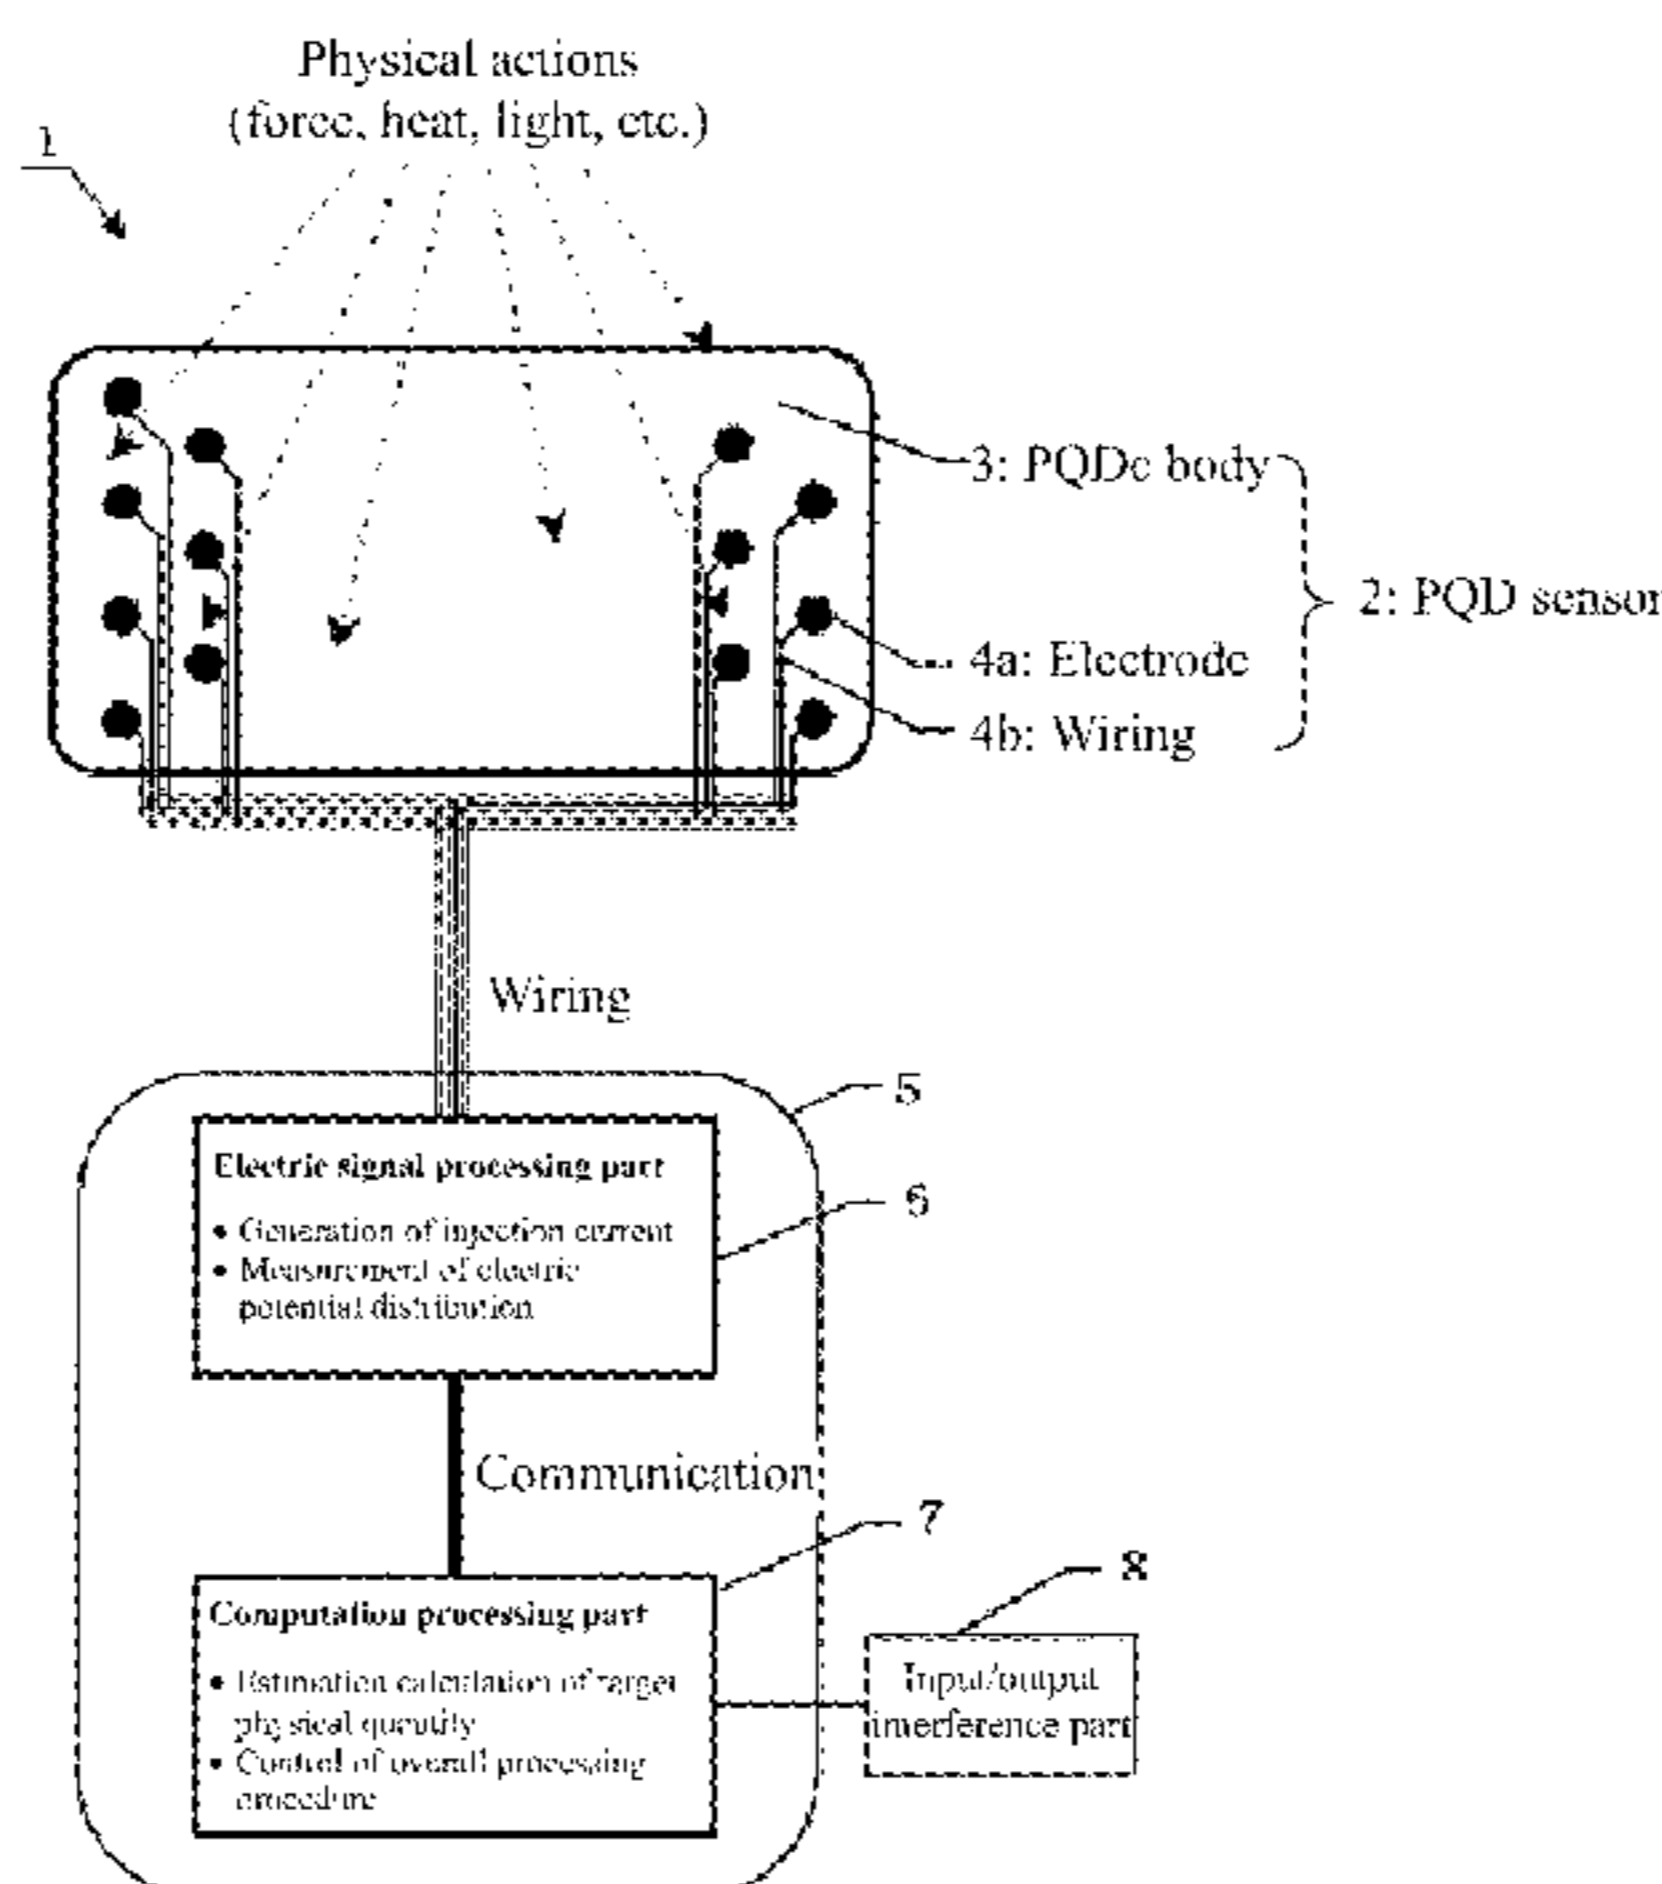 Physical actions
(force, heat, light, etc.)
1
3: PQDc body
2: PQD sensor
4a: Electrode
4b: Wiring
Wiring
5
Electric signal processing part
6
• Generation of injection current
• Measurement of electric
potential distribution
Communication
7
8
Computation processing part
Input/output
interference part
• Estimation calculation of target
physical quantity
• Control of overall processing
procedure